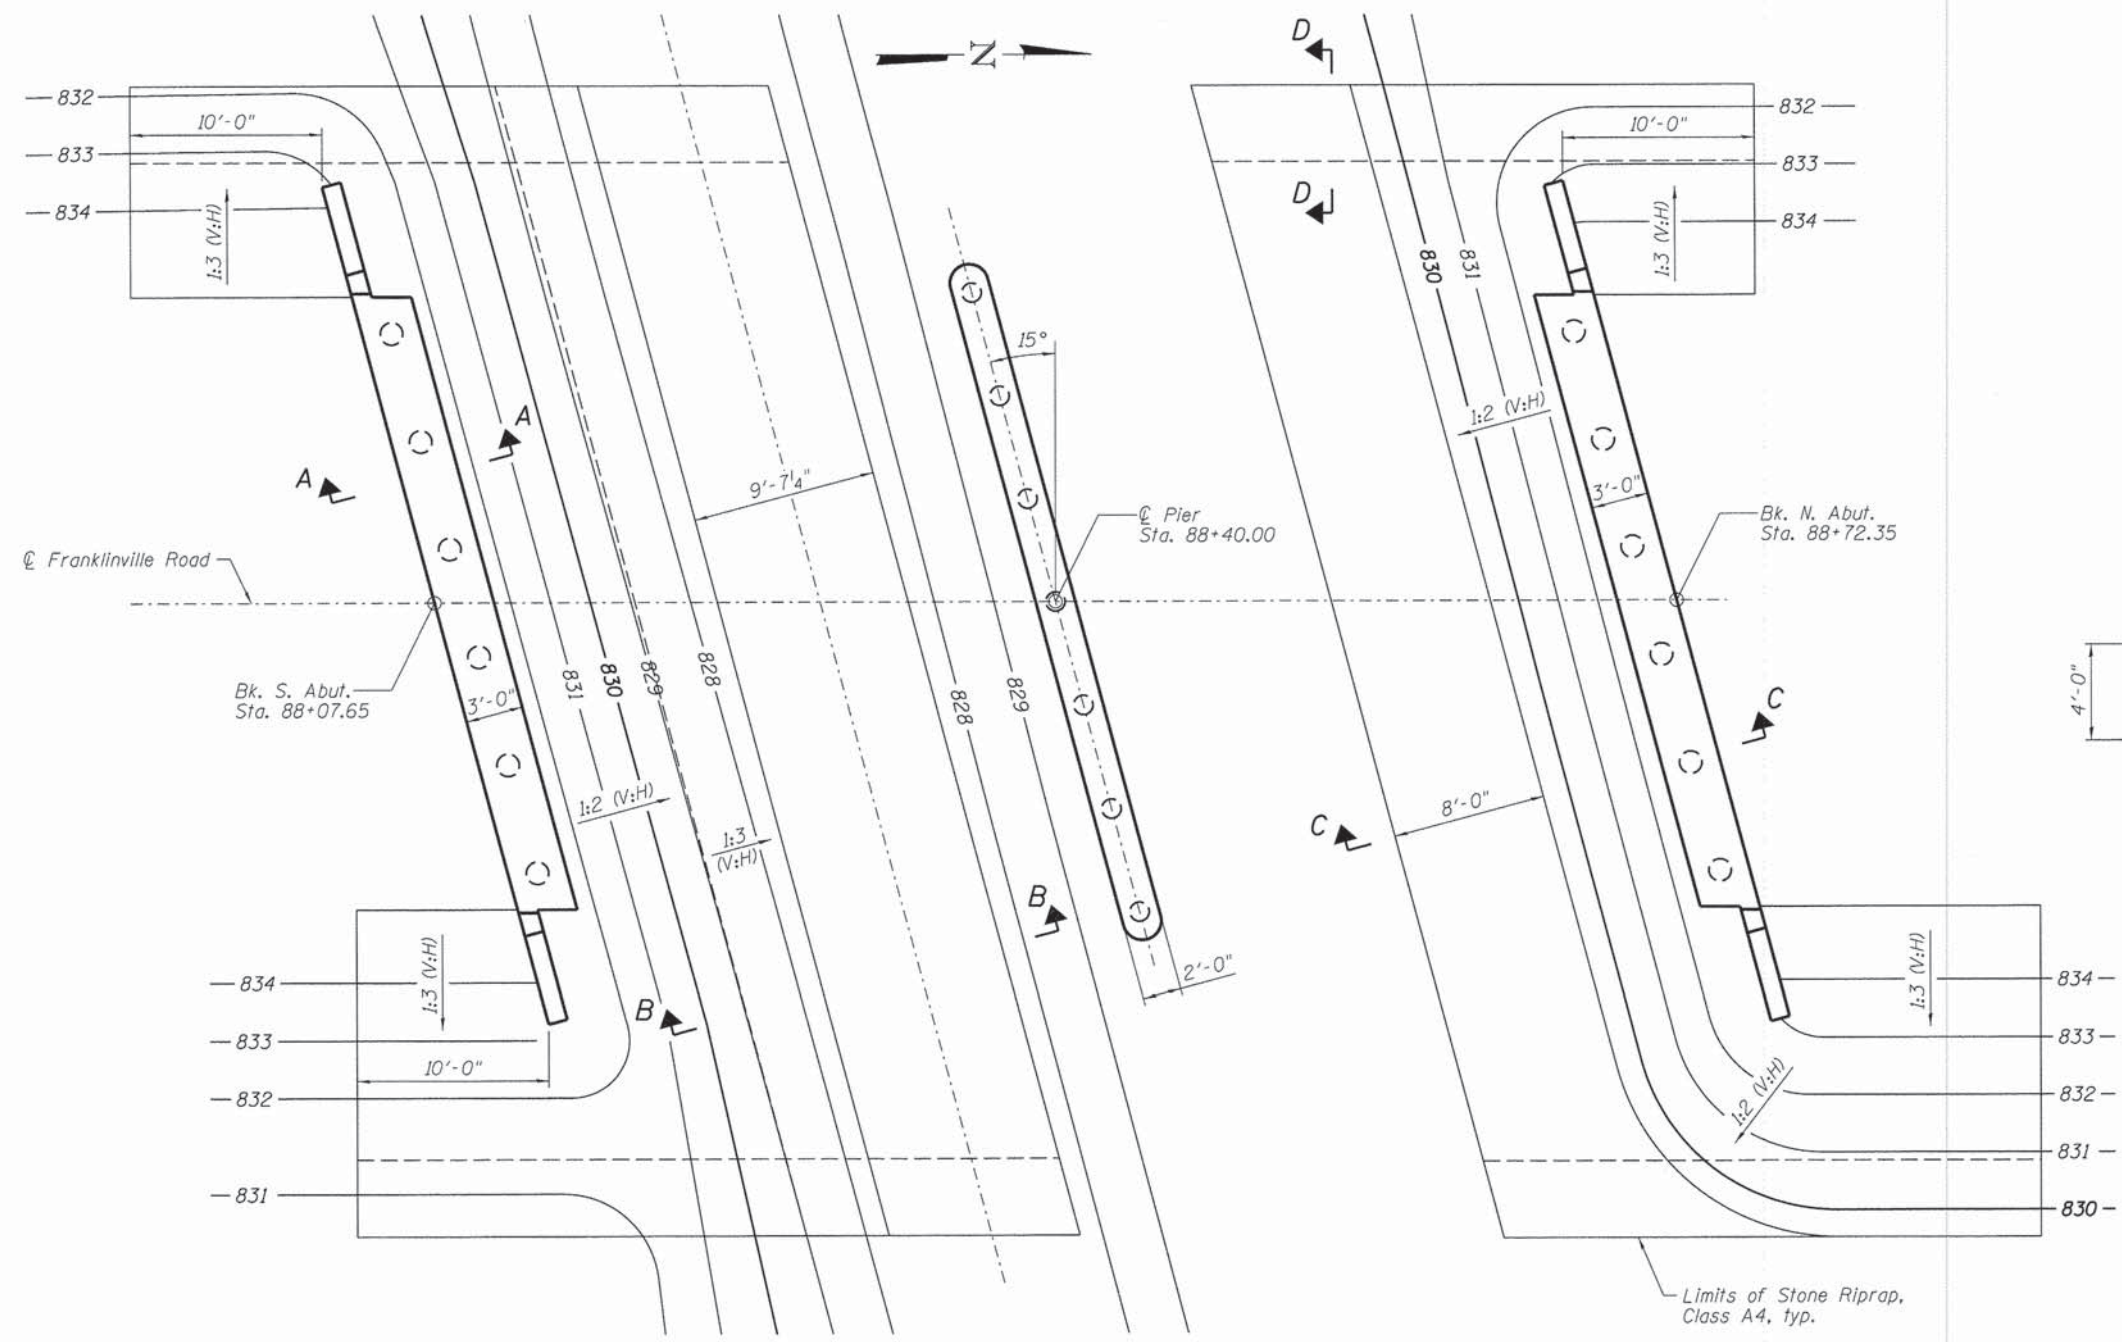 N
D
D
832
10'-0"
833
834
1:3 (V:H)
832
10'-0"
833
834
1:3 (V:H)
830
831
15°
A
A
1:2 (V:H)
9'-7¼"
3'-0"
℄ Pier
Sta. 88+40.00
Bk. N. Abut.
Sta. 88+72.35
℄ Franklinville Road
Bk. S. Abut.
Sta. 88+07.65
3'-0"
831
830
829
828
828
829
C
4'-0"
1:2 (V:H)
1:3
(V:H)
8'-0"
C
B
B
2'-0"
834
1:3 (V:H)
833
10'-0"
832
831
1:3 (V:H)
834
833
1:2 (V:H)
832
831
830
Limits of Stone Riprap,
Class A4, typ.